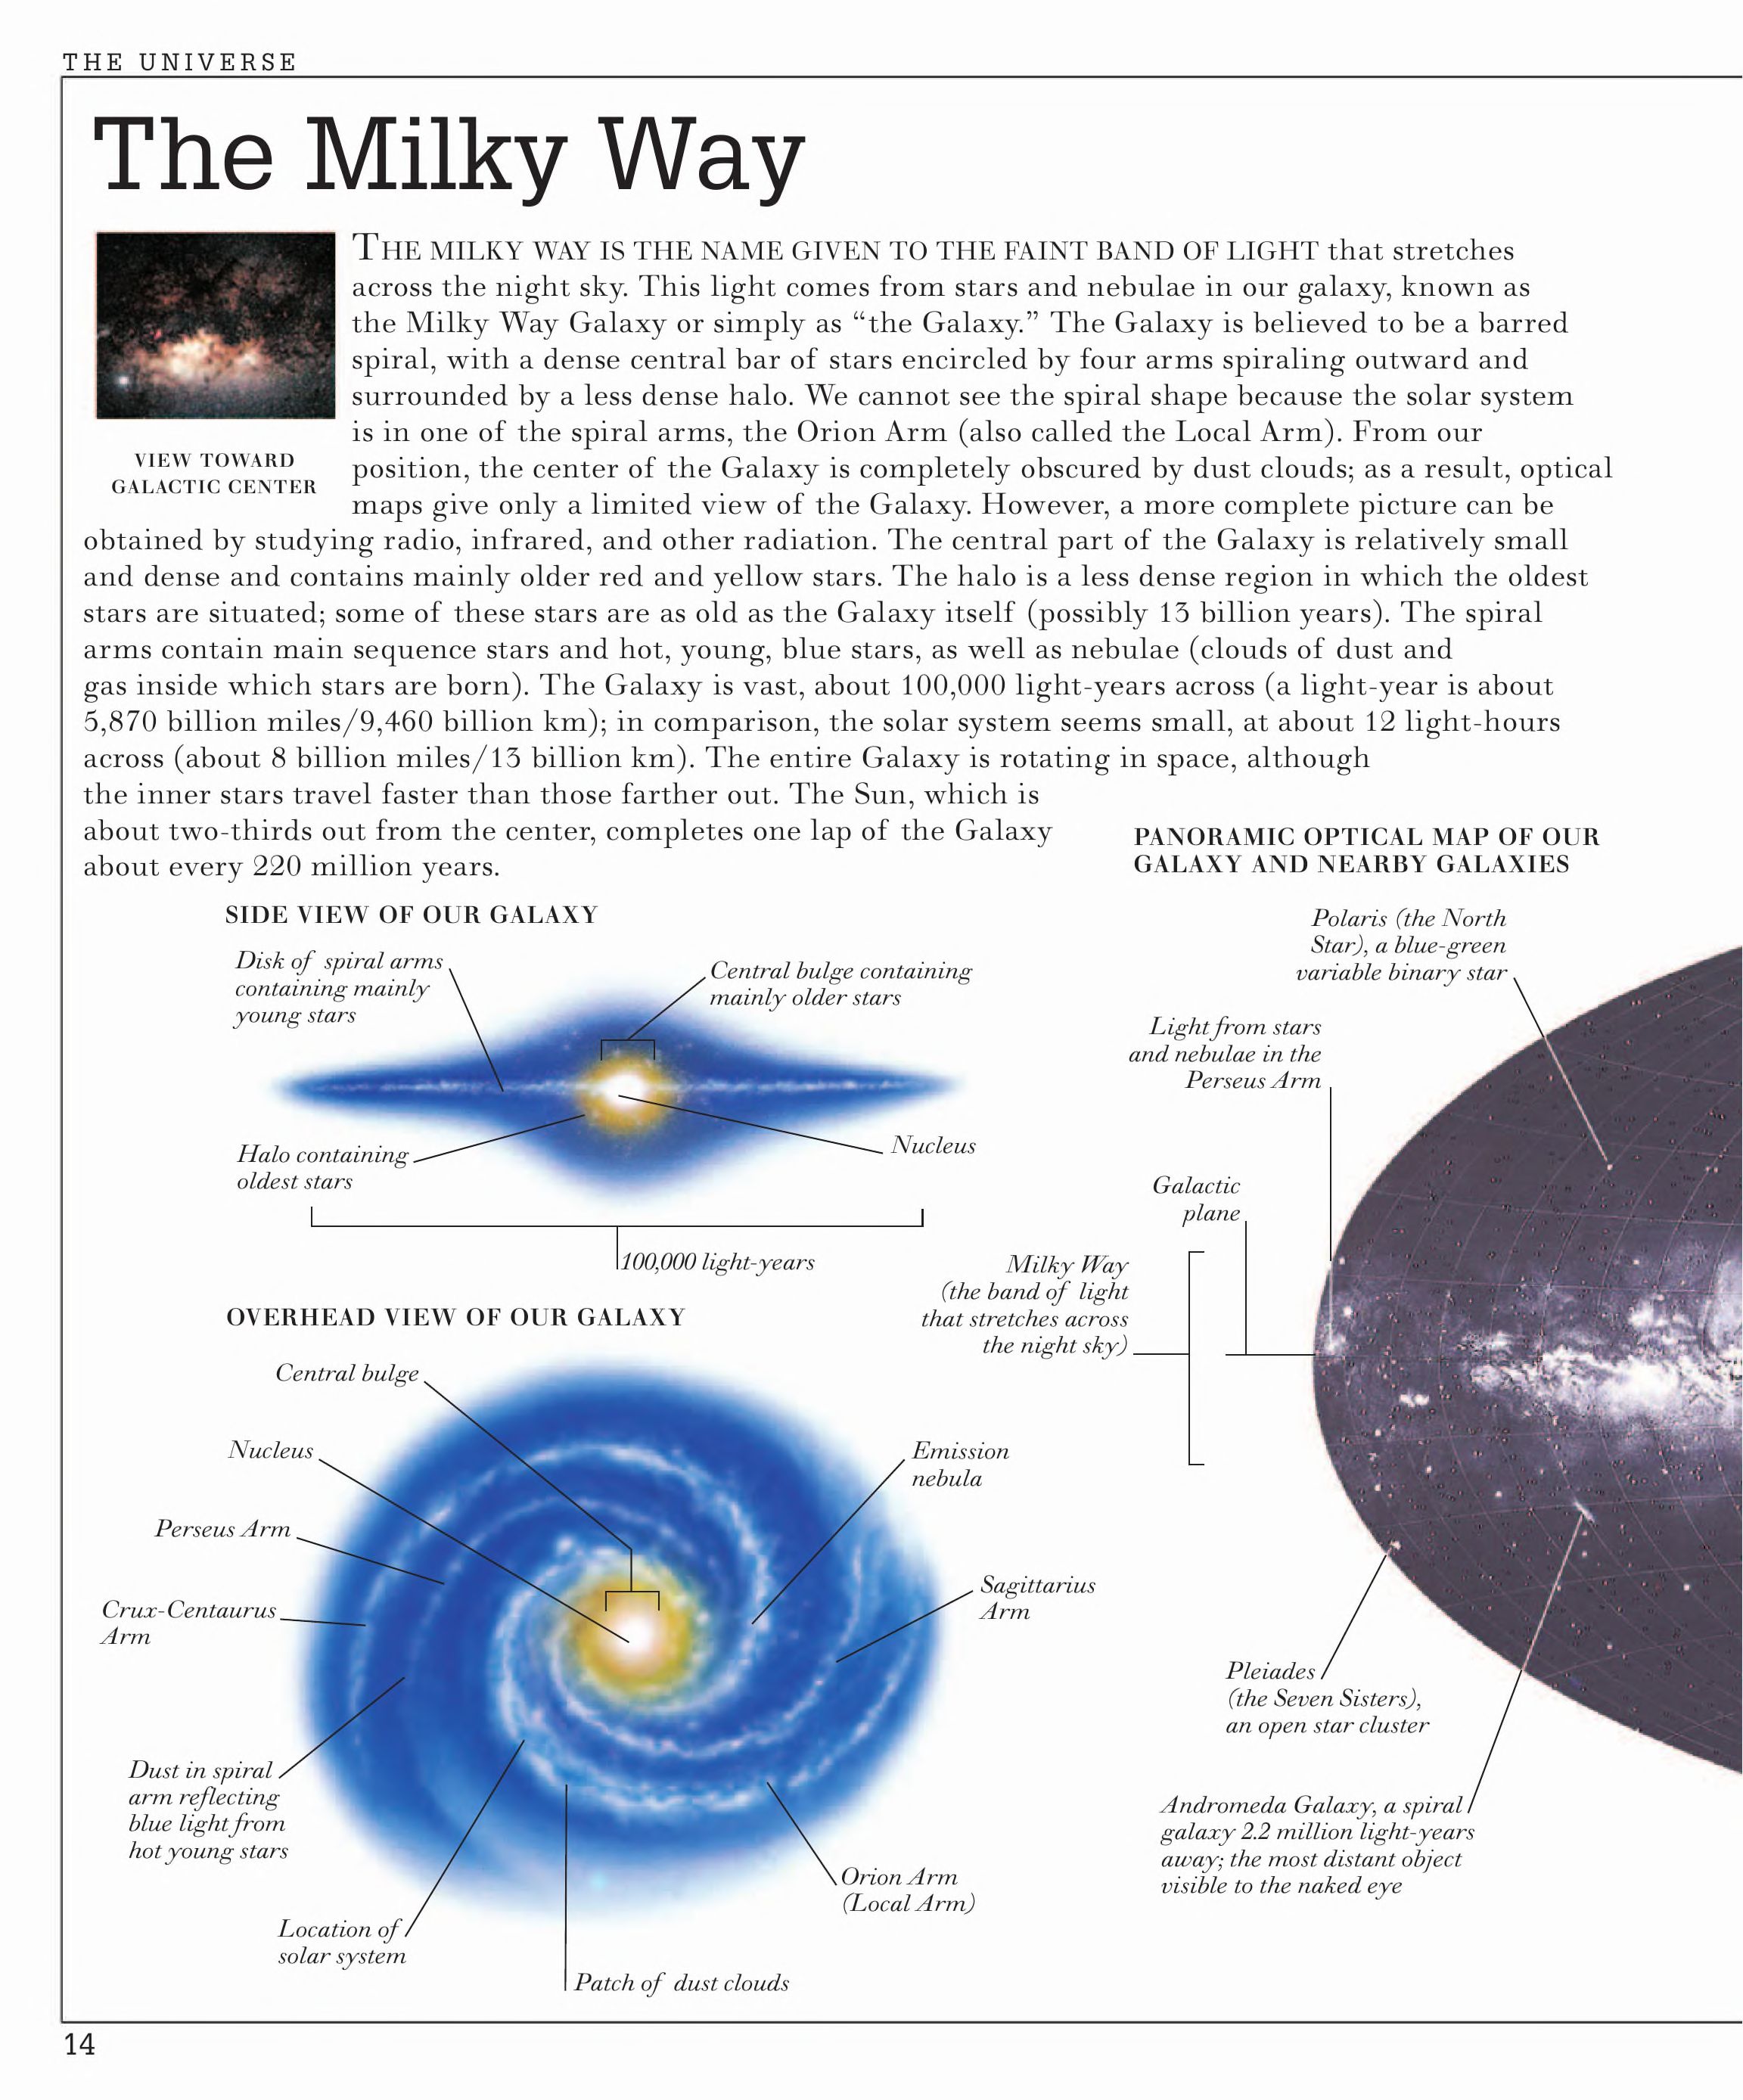 THE UNIVERSE
The Milky Way
THE MILKY WAY IS THE NAME GIVEN TO THE FAINT BAND OF LIGHT that stretches
across the night sky. This light comes from stars and nebulae in our galaxy, known as
the Milky Way Galaxy or simply as “the Galaxy.” The Galaxy is believed to be a barred
spiral, with a dense central bar of stars encircled by four arms spiraling outward and
surrounded by a less dense halo. We cannot see the spiral shape because the solar system
is in one of the spiral arms, the Orion Arm (also called the Local Arm). From our
position, the center of the Galaxy is completely obscured by dust clouds; as a result, optical
maps give only a limited view of the Galaxy. However, a more complete picture can be
obtained by studying radio, infrared, and other radiation. The central part of the Galaxy is relatively small
and dense and contains mainly older red and yellow stars. The halo is a less dense region in which the oldest
stars are situated; some of these stars are as old as the Galaxy itself (possibly 13 billion years). The spiral
arms contain main sequence stars and hot, young, blue stars, as well as nebulae (clouds of dust and
gas inside which stars are born). The Galaxy is vast, about 100,000 light-years across (a light-year is about
5,870 billion miles/9,460 billion km); in comparison, the solar system seems small, at about 12 light-hours
across (about 8 billion miles/13 billion km). The entire Galaxy is rotating in space, although
the inner stars travel faster than those farther out. The Sun, which is
about two-thirds out from the center, completes one lap of the Galaxy
about every 220 million years.
VIEW TOWARD
GALACTIC CENTER
SIDE VIEW OF OUR GALAXY
Disk of spiral arms
containing mainly
young stars
Central bulge containing
mainly older stars
Halo containing
oldest stars
Nucleus
100,000 light-years
OVERHEAD VIEW OF OUR GALAXY
Central bulge
Nucleus
Perseus Arm
Crux-Centaurus
Arm
Dust in spiral
arm reflecting
blue light from
hot young stars
Location of
solar system
Patch of dust clouds
Orion Arm
(Local Arm)
Sagittarius
Arm
Emission
nebula
PANORAMIC OPTICAL MAP OF OUR
GALAXY AND NEARBY GALAXIES
Polaris (the North
Star), a blue-green
variable binary star
Light from stars
and nebulae in the
Perseus Arm
Galactic
plane
Milky Way
(the band of light
that stretches across
the night sky)
Pleiades
(the Seven Sisters),
an open star cluster
Andromeda Galaxy, a spiral
galaxy 2.2 million light-years
away; the most distant object
visible to the naked eye
14